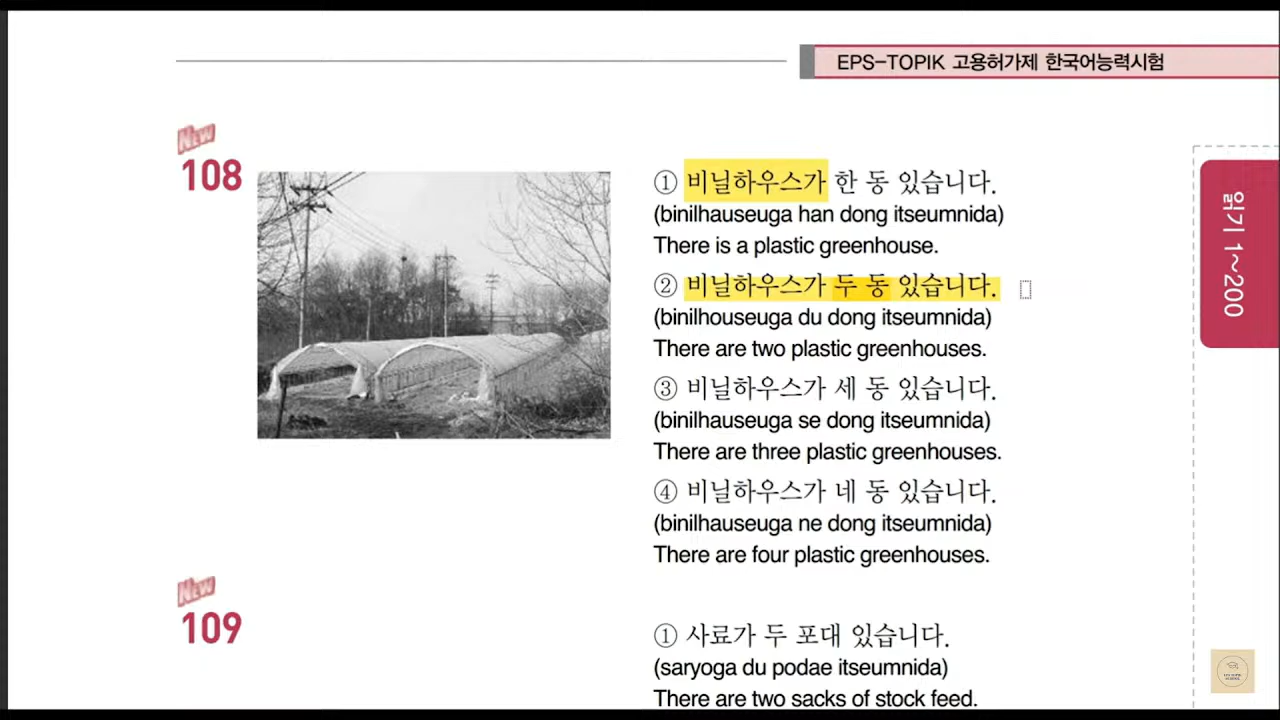 EPS-TOPIK 고용허가제 한국어능력시험
NEW
108
① 비닐하우스가 한 동 있습니다.
(binilhauseuga han dong itseumnida)
There is a plastic greenhouse.
② 비닐하우스가 두 동 있습니다.
(binilhouseuga du dong itseumnida)
There are two plastic greenhouses.
③ 비닐하우스가 세 동 있습니다.
(binilhauseuga se dong itseumnida)
There are three plastic greenhouses.
④ 비닐하우스가 네 동 있습니다.
(binilhauseuga ne dong itseumnida)
There are four plastic greenhouses.
읽기 1~200
NEW
109
① 사료가 두 포대 있습니다.
(saryoga du podae itseumnida)
There are two sacks of stock feed.